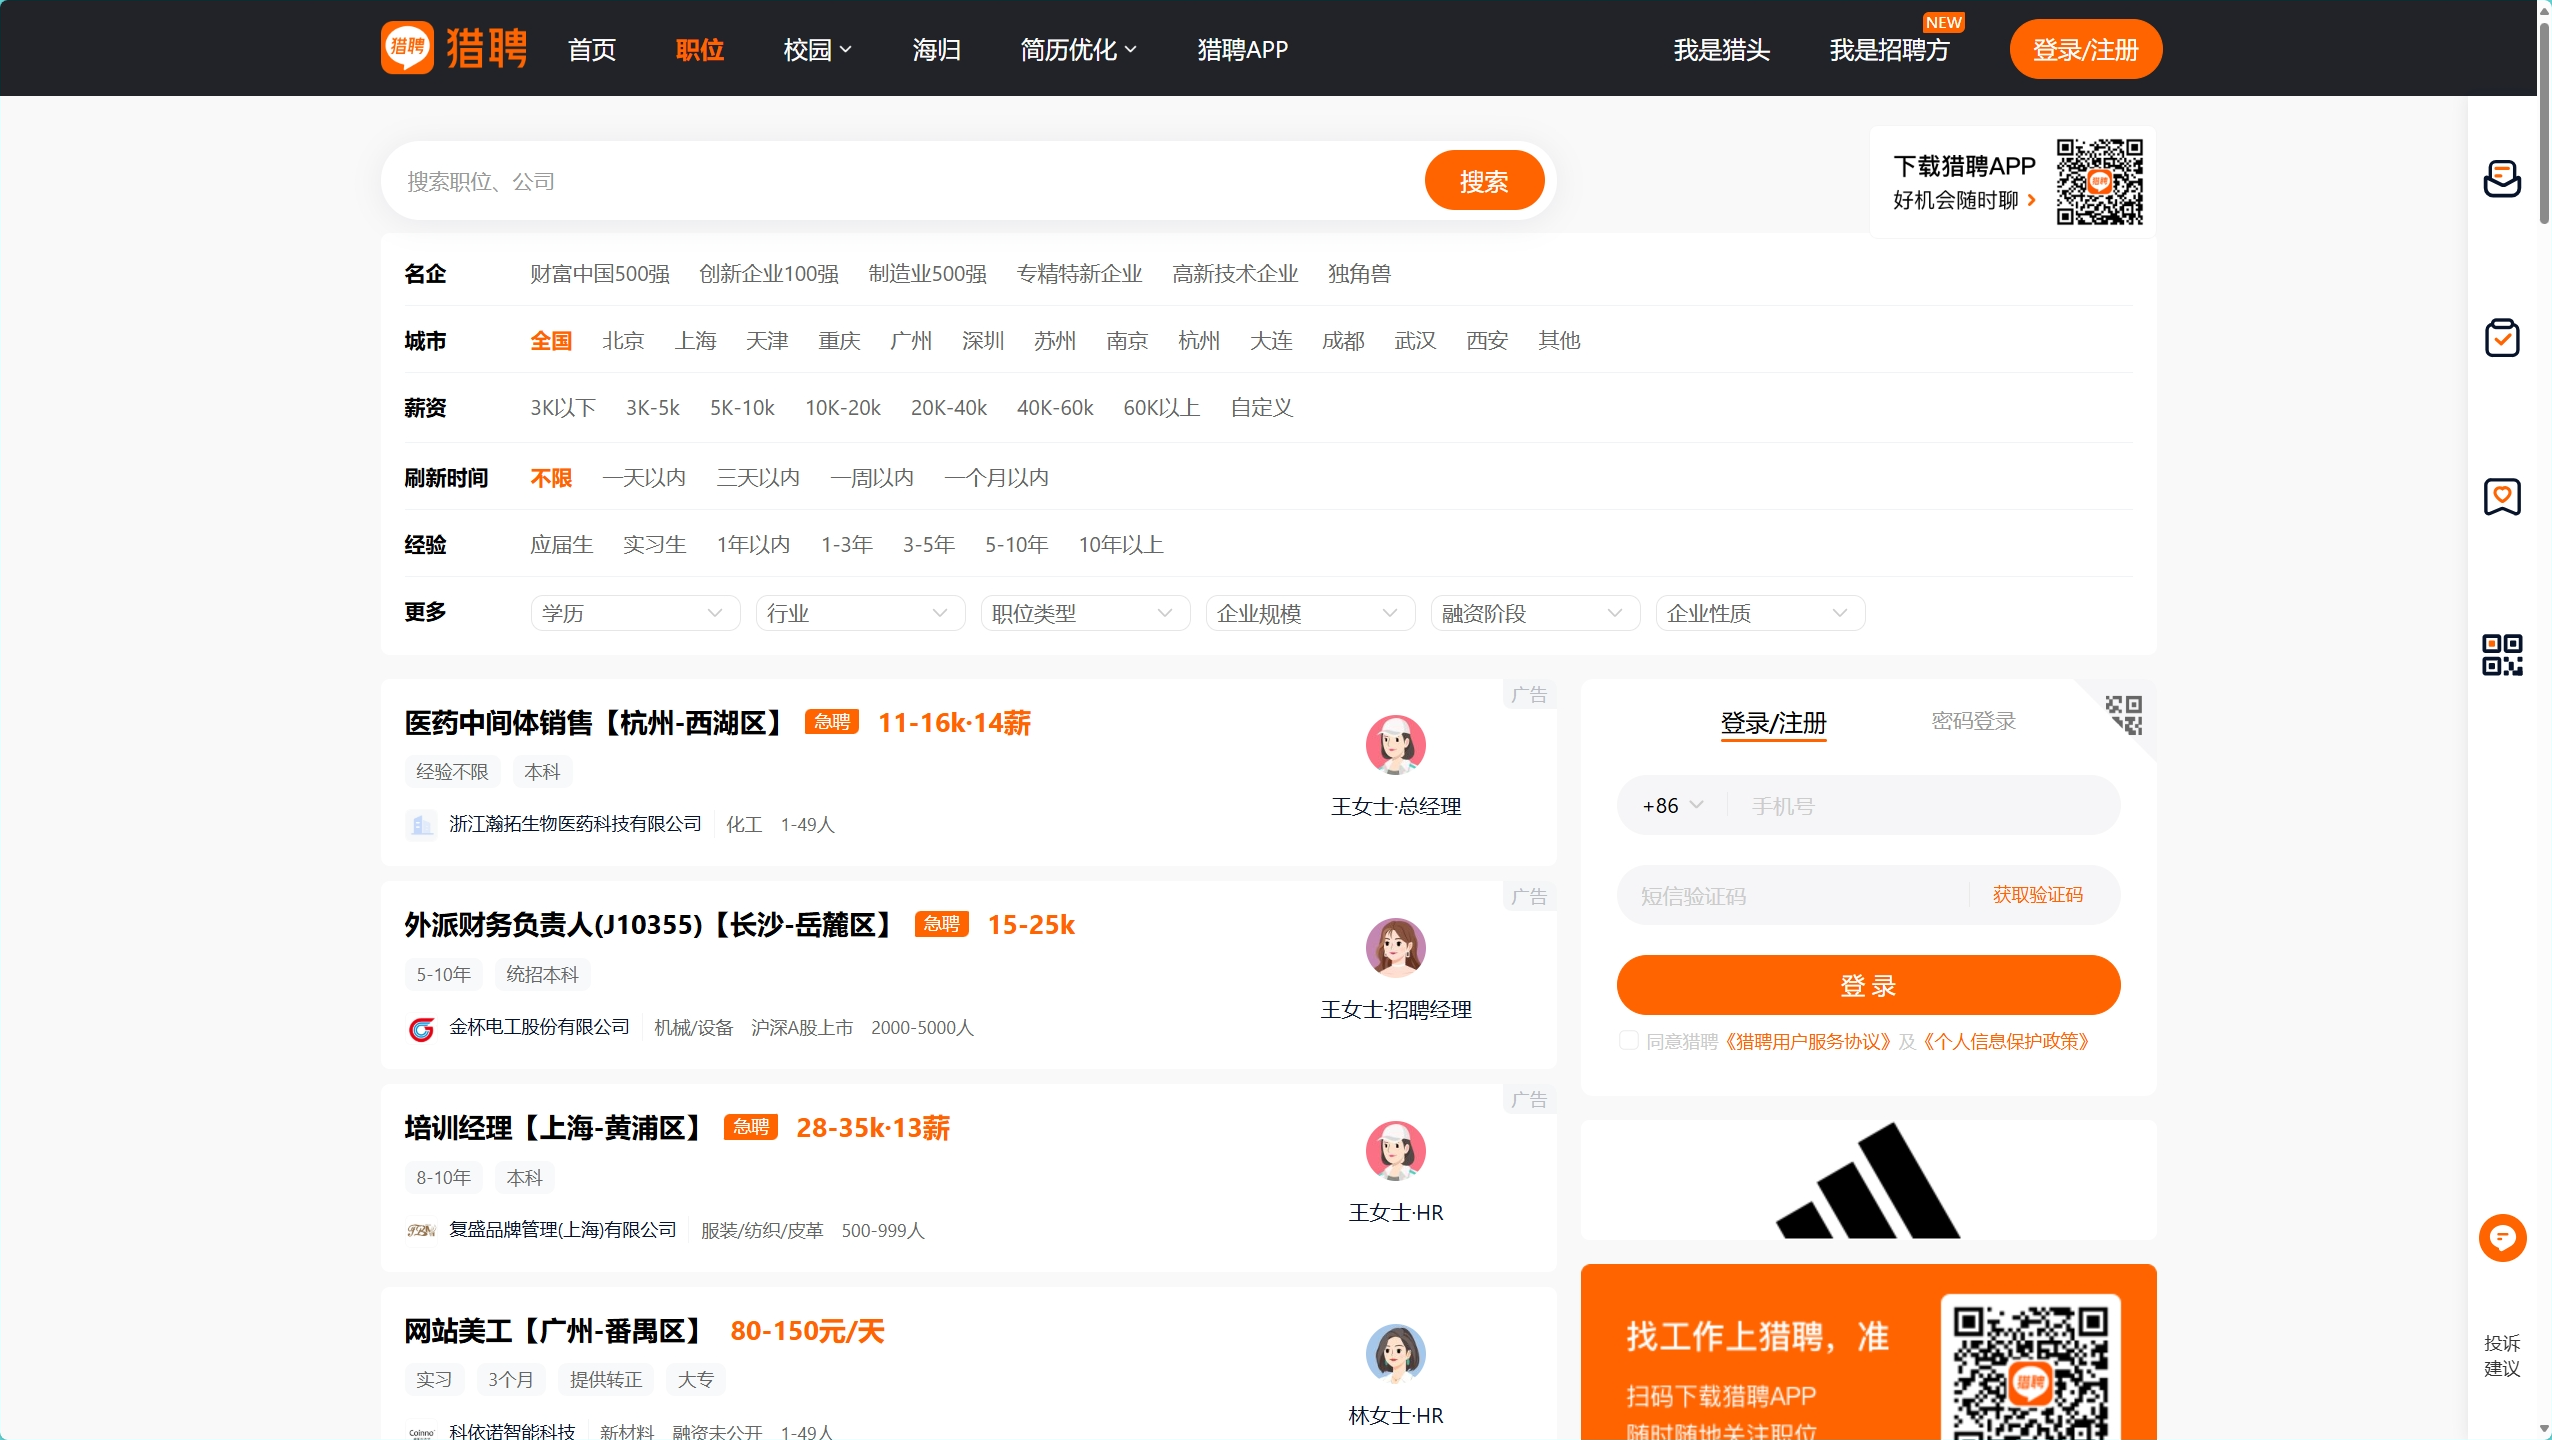 猎聘 猎聘 首页 职位 校园 海归 简历优化 猎聘APP 我是猎头 我是招聘方 NEW 登录/注册
搜索职位、公司 搜索
下载猎聘APP
好机会随时聊
名企 财富中国500强 创新企业100强 制造业500强 专精特新企业 高新技术企业 独角兽
城市 全国 北京 上海 天津 重庆 广州 深圳 苏州 南京 杭州 大连 成都 武汉 西安 其他
薪资 3K以下 3K-5k 5K-10k 10K-20k 20K-40k 40K-60k 60K以上 自定义
刷新时间 不限 一天以内 三天以内 一周以内 一个月以内
经验 应届生 实习生 1年以内 1-3年 3-5年 5-10年 10年以上
更多 学历 行业 职位类型 企业规模 融资阶段 企业性质
广告
医药中间体销售【杭州-西湖区】 急聘 11-16k·14薪
经验不限 本科
浙江瀚拓生物医药科技有限公司 化工 1-49人
王女士·总经理
广告
外派财务负责人(J10355)【长沙-岳麓区】 急聘 15-25k
5-10年 统招本科
金杯电工股份有限公司 机械/设备 沪深A股上市 2000-5000人
王女士·招聘经理
广告
培训经理【上海-黄浦区】 急聘 28-35k·13薪
8-10年 本科
复盛品牌管理(上海)有限公司 服装/纺织/皮革 500-999人
王女士·HR
网站美工【广州-番禺区】 80-150元/天
实习 3个月 提供转正 大专
Coinno 科依诺智能科技 新材料 融资未公开 1-49人
林女士·HR
登录/注册 密码登录
+86 手机号
短信验证码 获取验证码
登 录
同意猎聘《猎聘用户服务协议》及《个人信息保护政策》
找工作上猎聘，准
扫码下载猎聘APP
随时随地关注职位
猎聘
投诉
建议